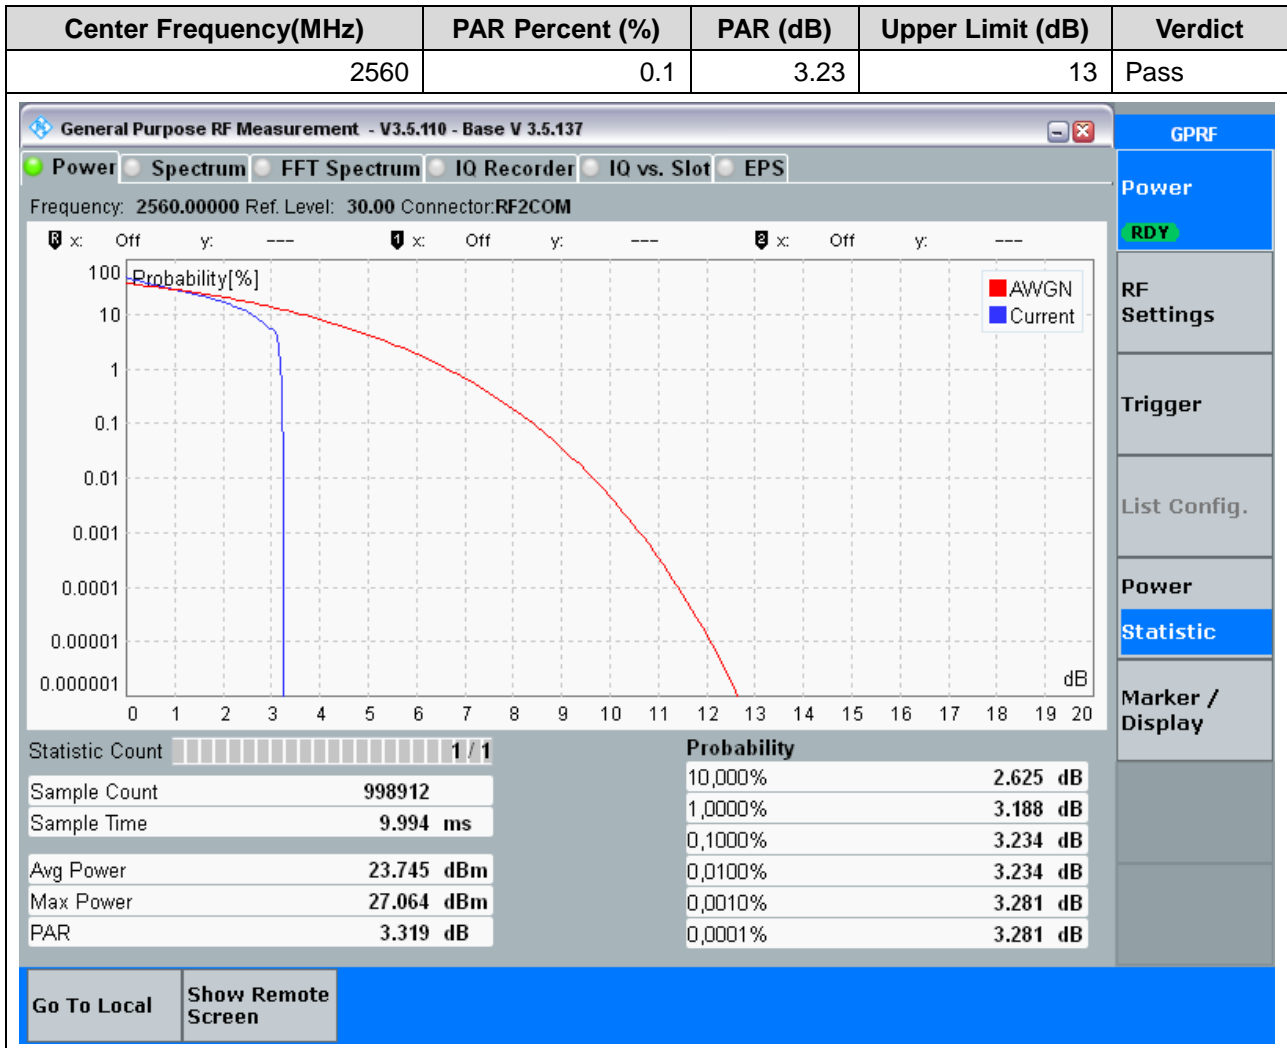 Center Frequency(MHz) PAR Percent (%) PAR (dB) Upper Limit (dB) Verdict
2560 0.1 3.23 13 Pass
General Purpose RF Measurement - V3.5.110 - Base V 3.5.137
GPRF
Power Spectrum FFT Spectrum IQ Recorder IQ vs. Slot EPS
Power
RDY
Frequency: 2560.00000 Ref. Level: 30.00 Connector:RF2COM
R x: Off y: --- 1 x: Off y: --- 2 x: Off y: ---
Probability[%]
AWGN
Current
100
10
1
0.1
0.01
0.001
0.0001
0.00001
0.000001
dB
0 1 2 3 4 5 6 7 8 9 10 11 12 13 14 15 16 17 18 19 20
RF
Settings
Trigger
List Config.
Power
Statistic
Marker /
Display
Statistic Count 1 / 1
Sample Count 998912
Sample Time 9.994 ms
Avg Power 23.745 dBm
Max Power 27.064 dBm
PAR 3.319 dB
Probability
10,000% 2.625 dB
1,0000% 3.188 dB
0,1000% 3.234 dB
0,0100% 3.234 dB
0,0010% 3.281 dB
0,0001% 3.281 dB
Go To Local
Show Remote
Screen